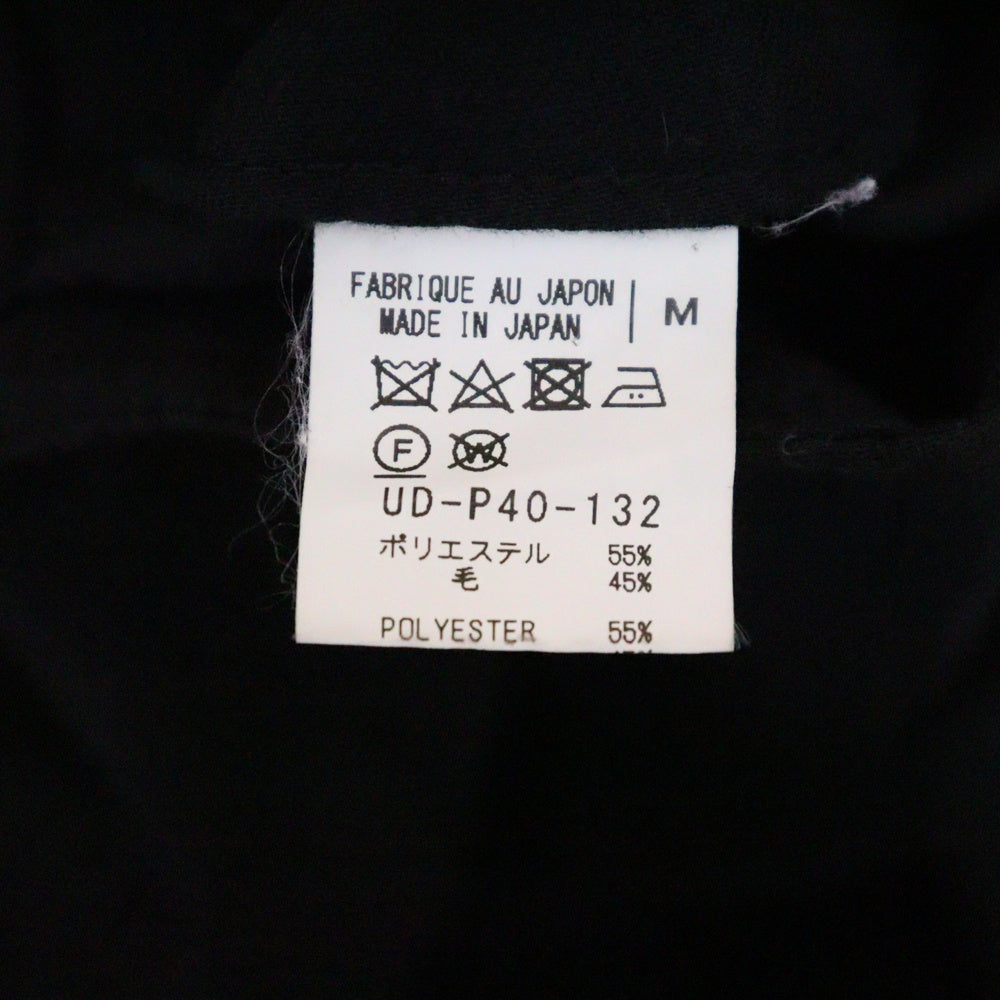 FABRIQUE AU JAPON
MADE IN JAPAN
M
F
W
UD-P40-132
ポリエステル 55%
毛 45%
POLYESTER 55%